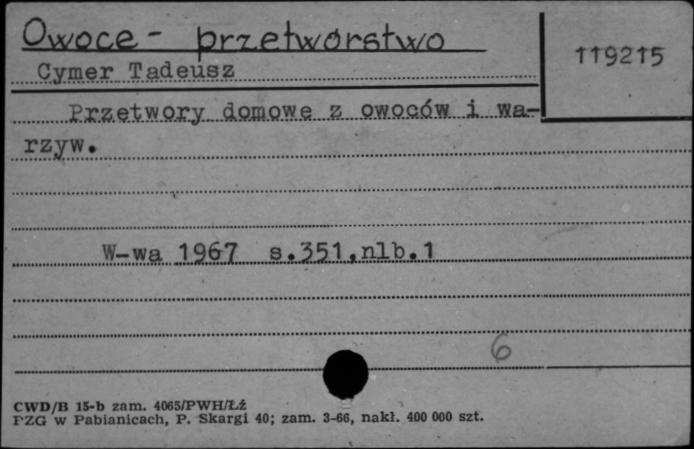 Owoce - przetwórstwo
119215
Cymer Tadeusz
Przetwory domowe z owoców i wa-
rzyw.
W-wa 1967 s.351,nlb.1
6
CWD/B 15-b zam. 4065/PWH/Łź
PZG w Pabianicach, P. Skargi 40; zam. 3-66, nakł. 400 000 szt.